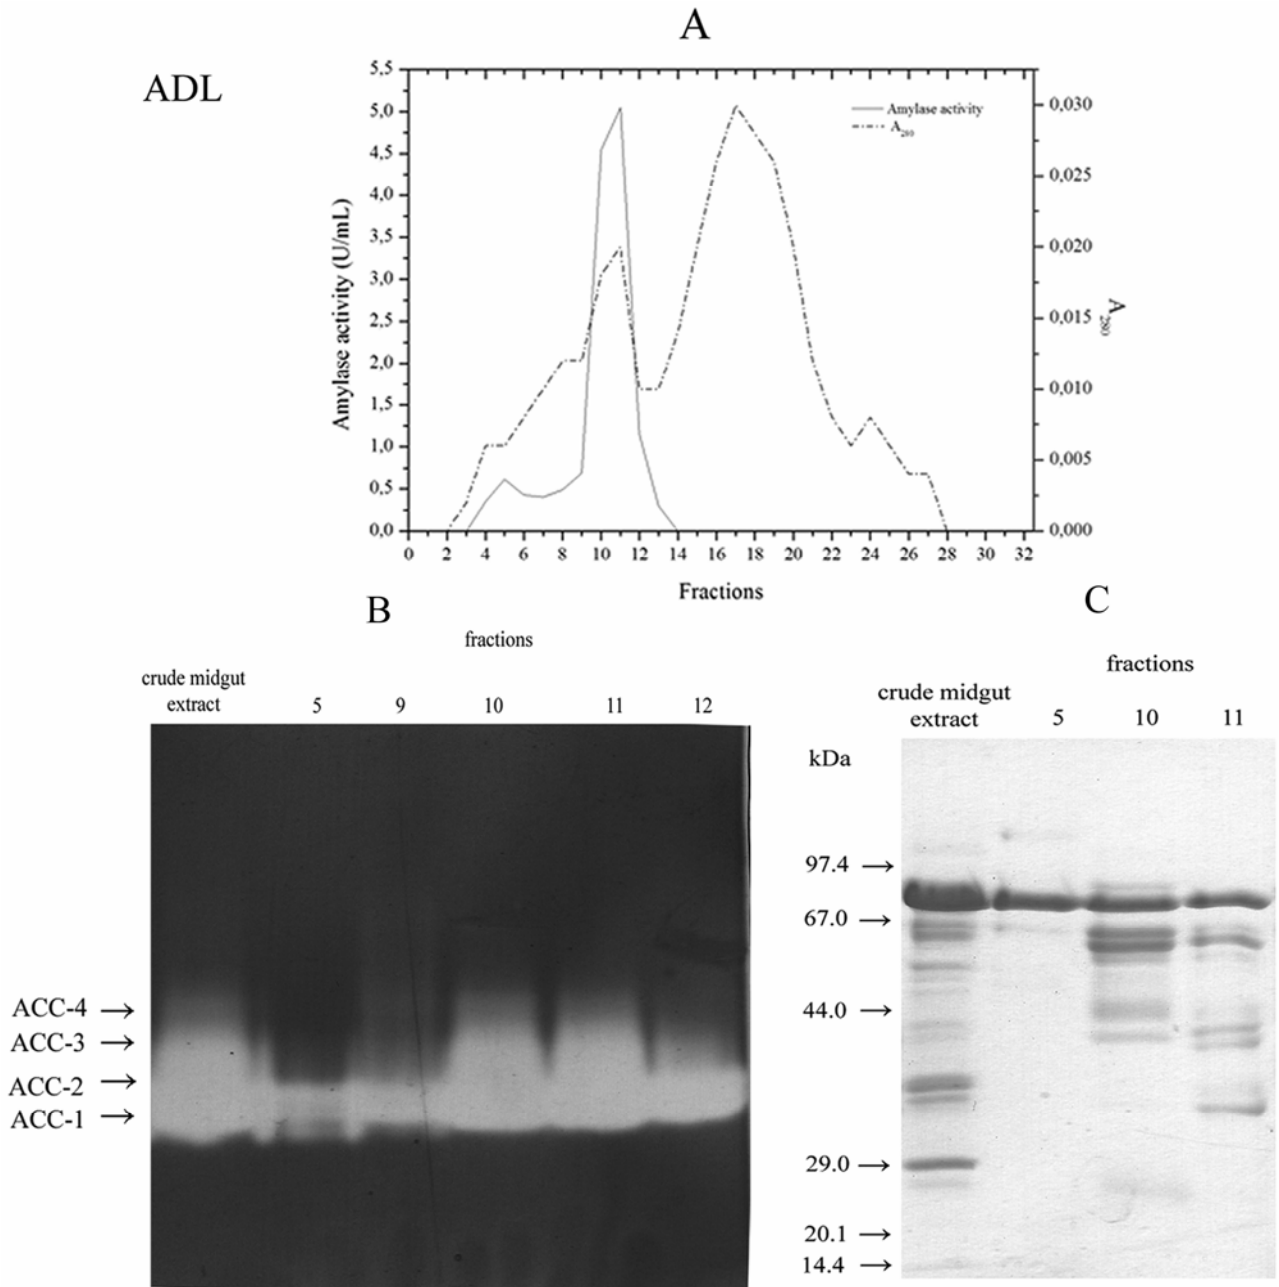 A
ADL
5,5
5,0
4,5
4,0
3,5
3,0
2,5
2,0
1,5
1,0
0,5
0,0
Amylase activity (U/mL)
Amylase activity
A280
0,030
0,025
0,020
0,015
0,010
0,005
0,000
A280
0 2 4 6 8 10 12 14 16 18 20 22 24 26 28 30 32
Fractions
B
fractions
crude midgut
extract 5 9 10 11 12
ACC-4 →
ACC-3 →
ACC-2 →
ACC-1 →
C
fractions
crude midgut
extract 5 10 11
kDa
97.4 →
67.0 →
44.0 →
29.0 →
20.1 →
14.4 →